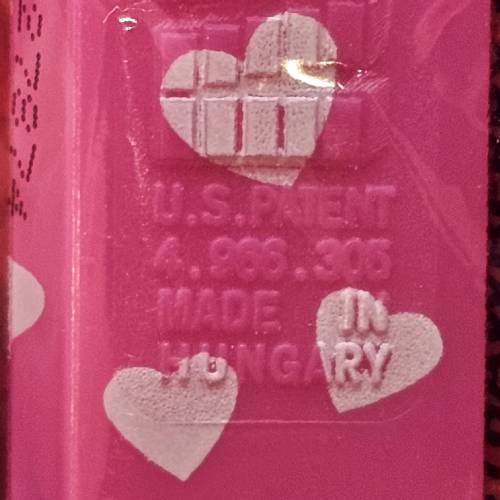 U.S.PATENT
4.966.305
MADE IN
HUNGARY